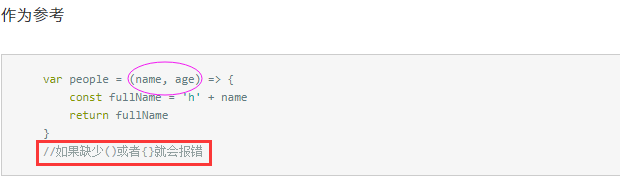 作为参考
var people = (name, age) => {
const fullName = 'h' + name
return fullName
}
//如果缺少()或者{}就会报错